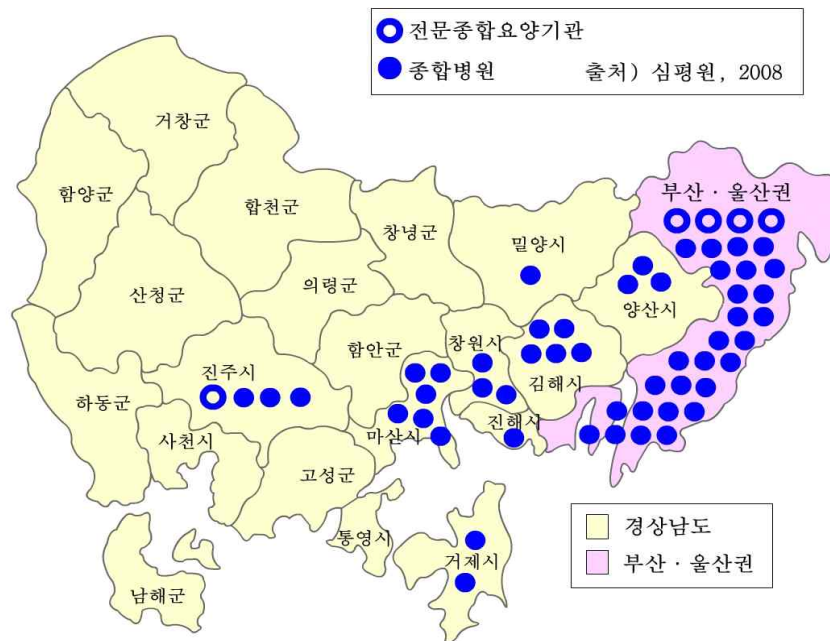 전문종합요양기관
종합병원 출처) 심평원, 2008
거창군
함양군
합천군
부산 · 울산권
창녕군
밀양시
산청군
의령군
양산시
함안군
창원시
진주시
김해시
하동군
사천시
마산시
진해시
고성군
통영시
거제시
남해군
경상남도
부산 · 울산권